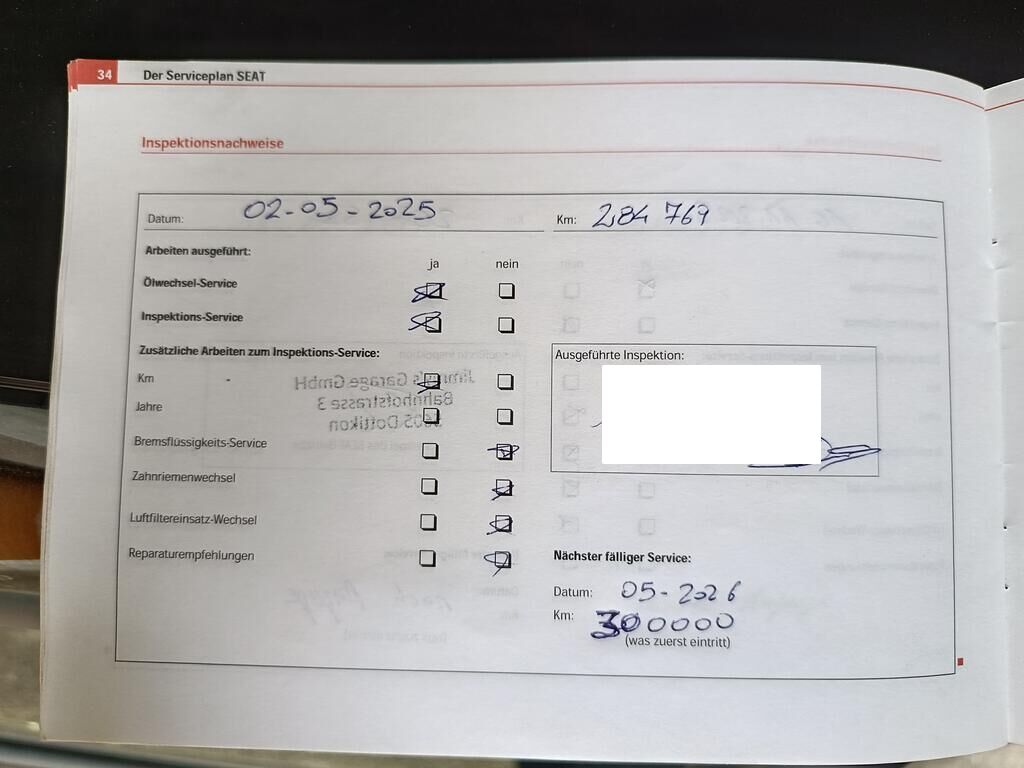 34 Der Serviceplan SEAT
Inspektionsnachweise
Datum: 02-05-2025 Km: 284 769
Arbeiten ausgeführt:
ja nein
Ölwechsel-Service
Inspektions-Service
Zusätzliche Arbeiten zum Inspektions-Service:
Ausgeführte Inspektion:
Km -
Jahre
Bremsflüssigkeits-Service
Zahnriemenwechsel
Luftfiltereinsatz-Wechsel
Reparaturempfehlungen
Nächster fälliger Service:
Datum: 05-2026
Km: 300000
(was zuerst eintritt)